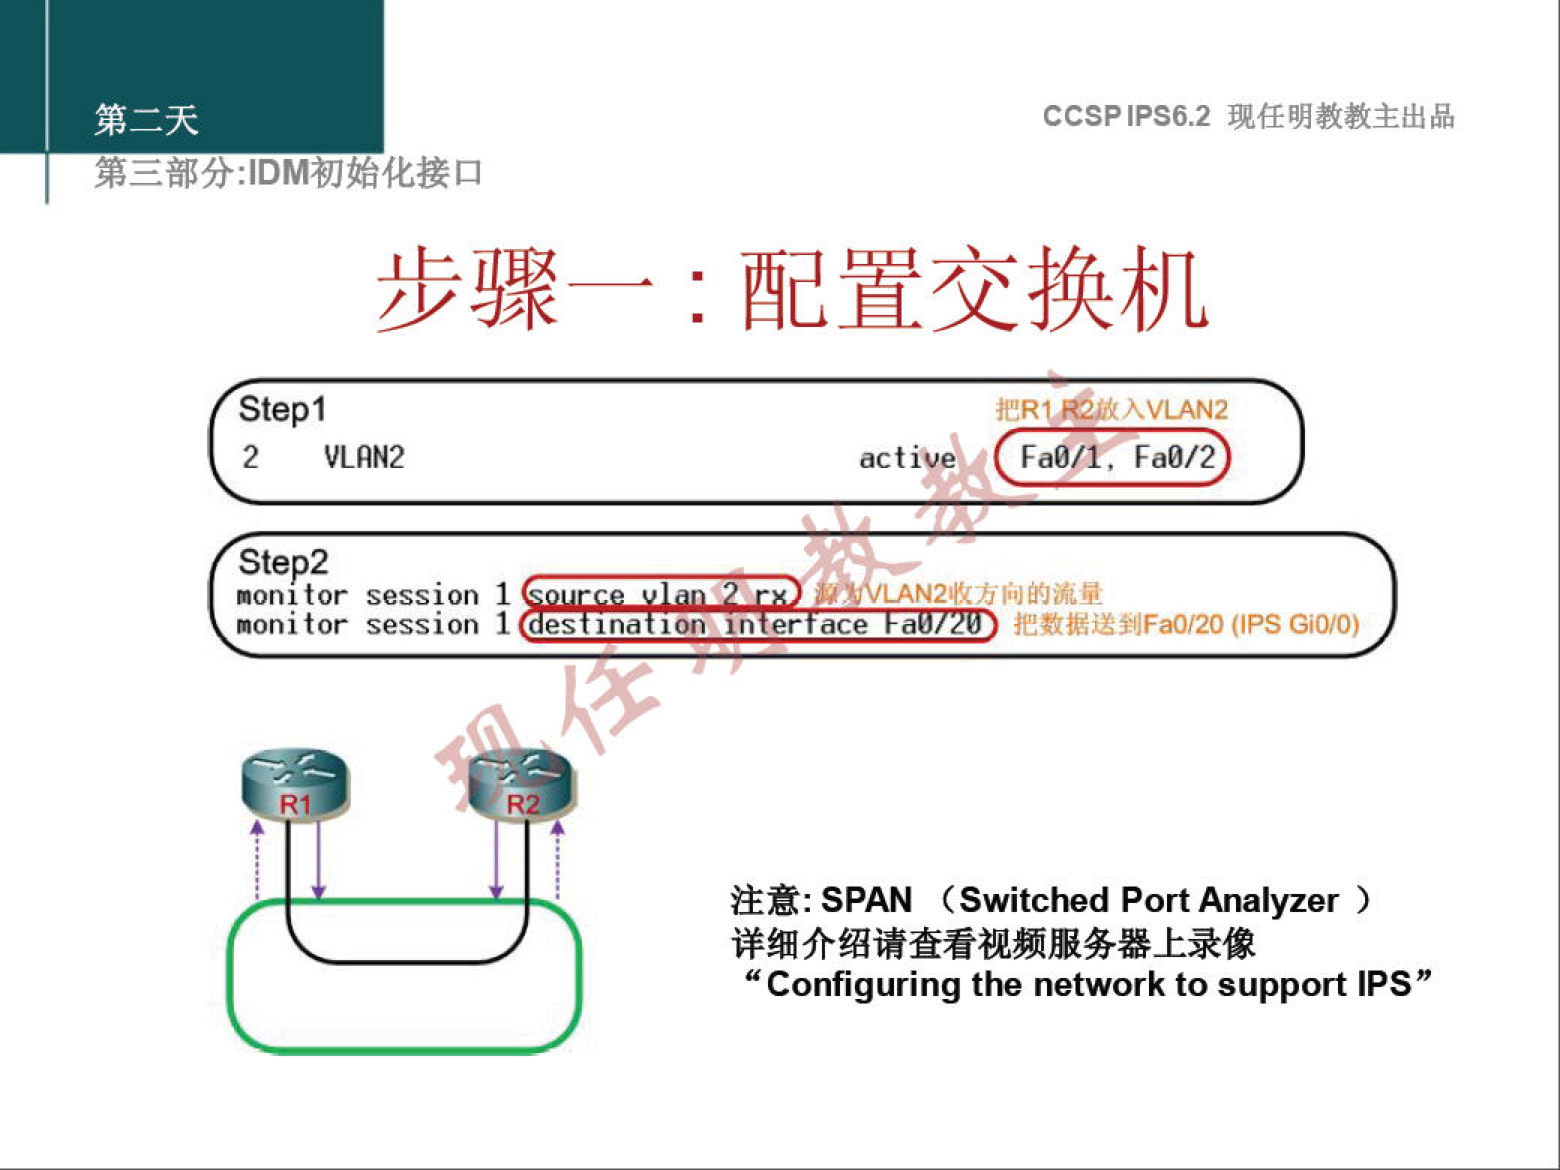 第二天
CCSP IPS6.2 现任明教教主出品
第三部分:IDM初始化接口
步骤一:配置交换机
Step1
把R1 R2放入VLAN2
2 VLAN2 active Fa0/1, Fa0/2
Step2
monitor session 1 source vlan 2 rx 源为VLAN2收方向的流量
monitor session 1 destination interface Fa0/20 把数据送到Fa0/20 (IPS Gi0/0)
现任明教教主
R1 R2
注意: SPAN （Switched Port Analyzer ）
详细介绍请查看视频服务器上录像
“Configuring the network to support IPS”